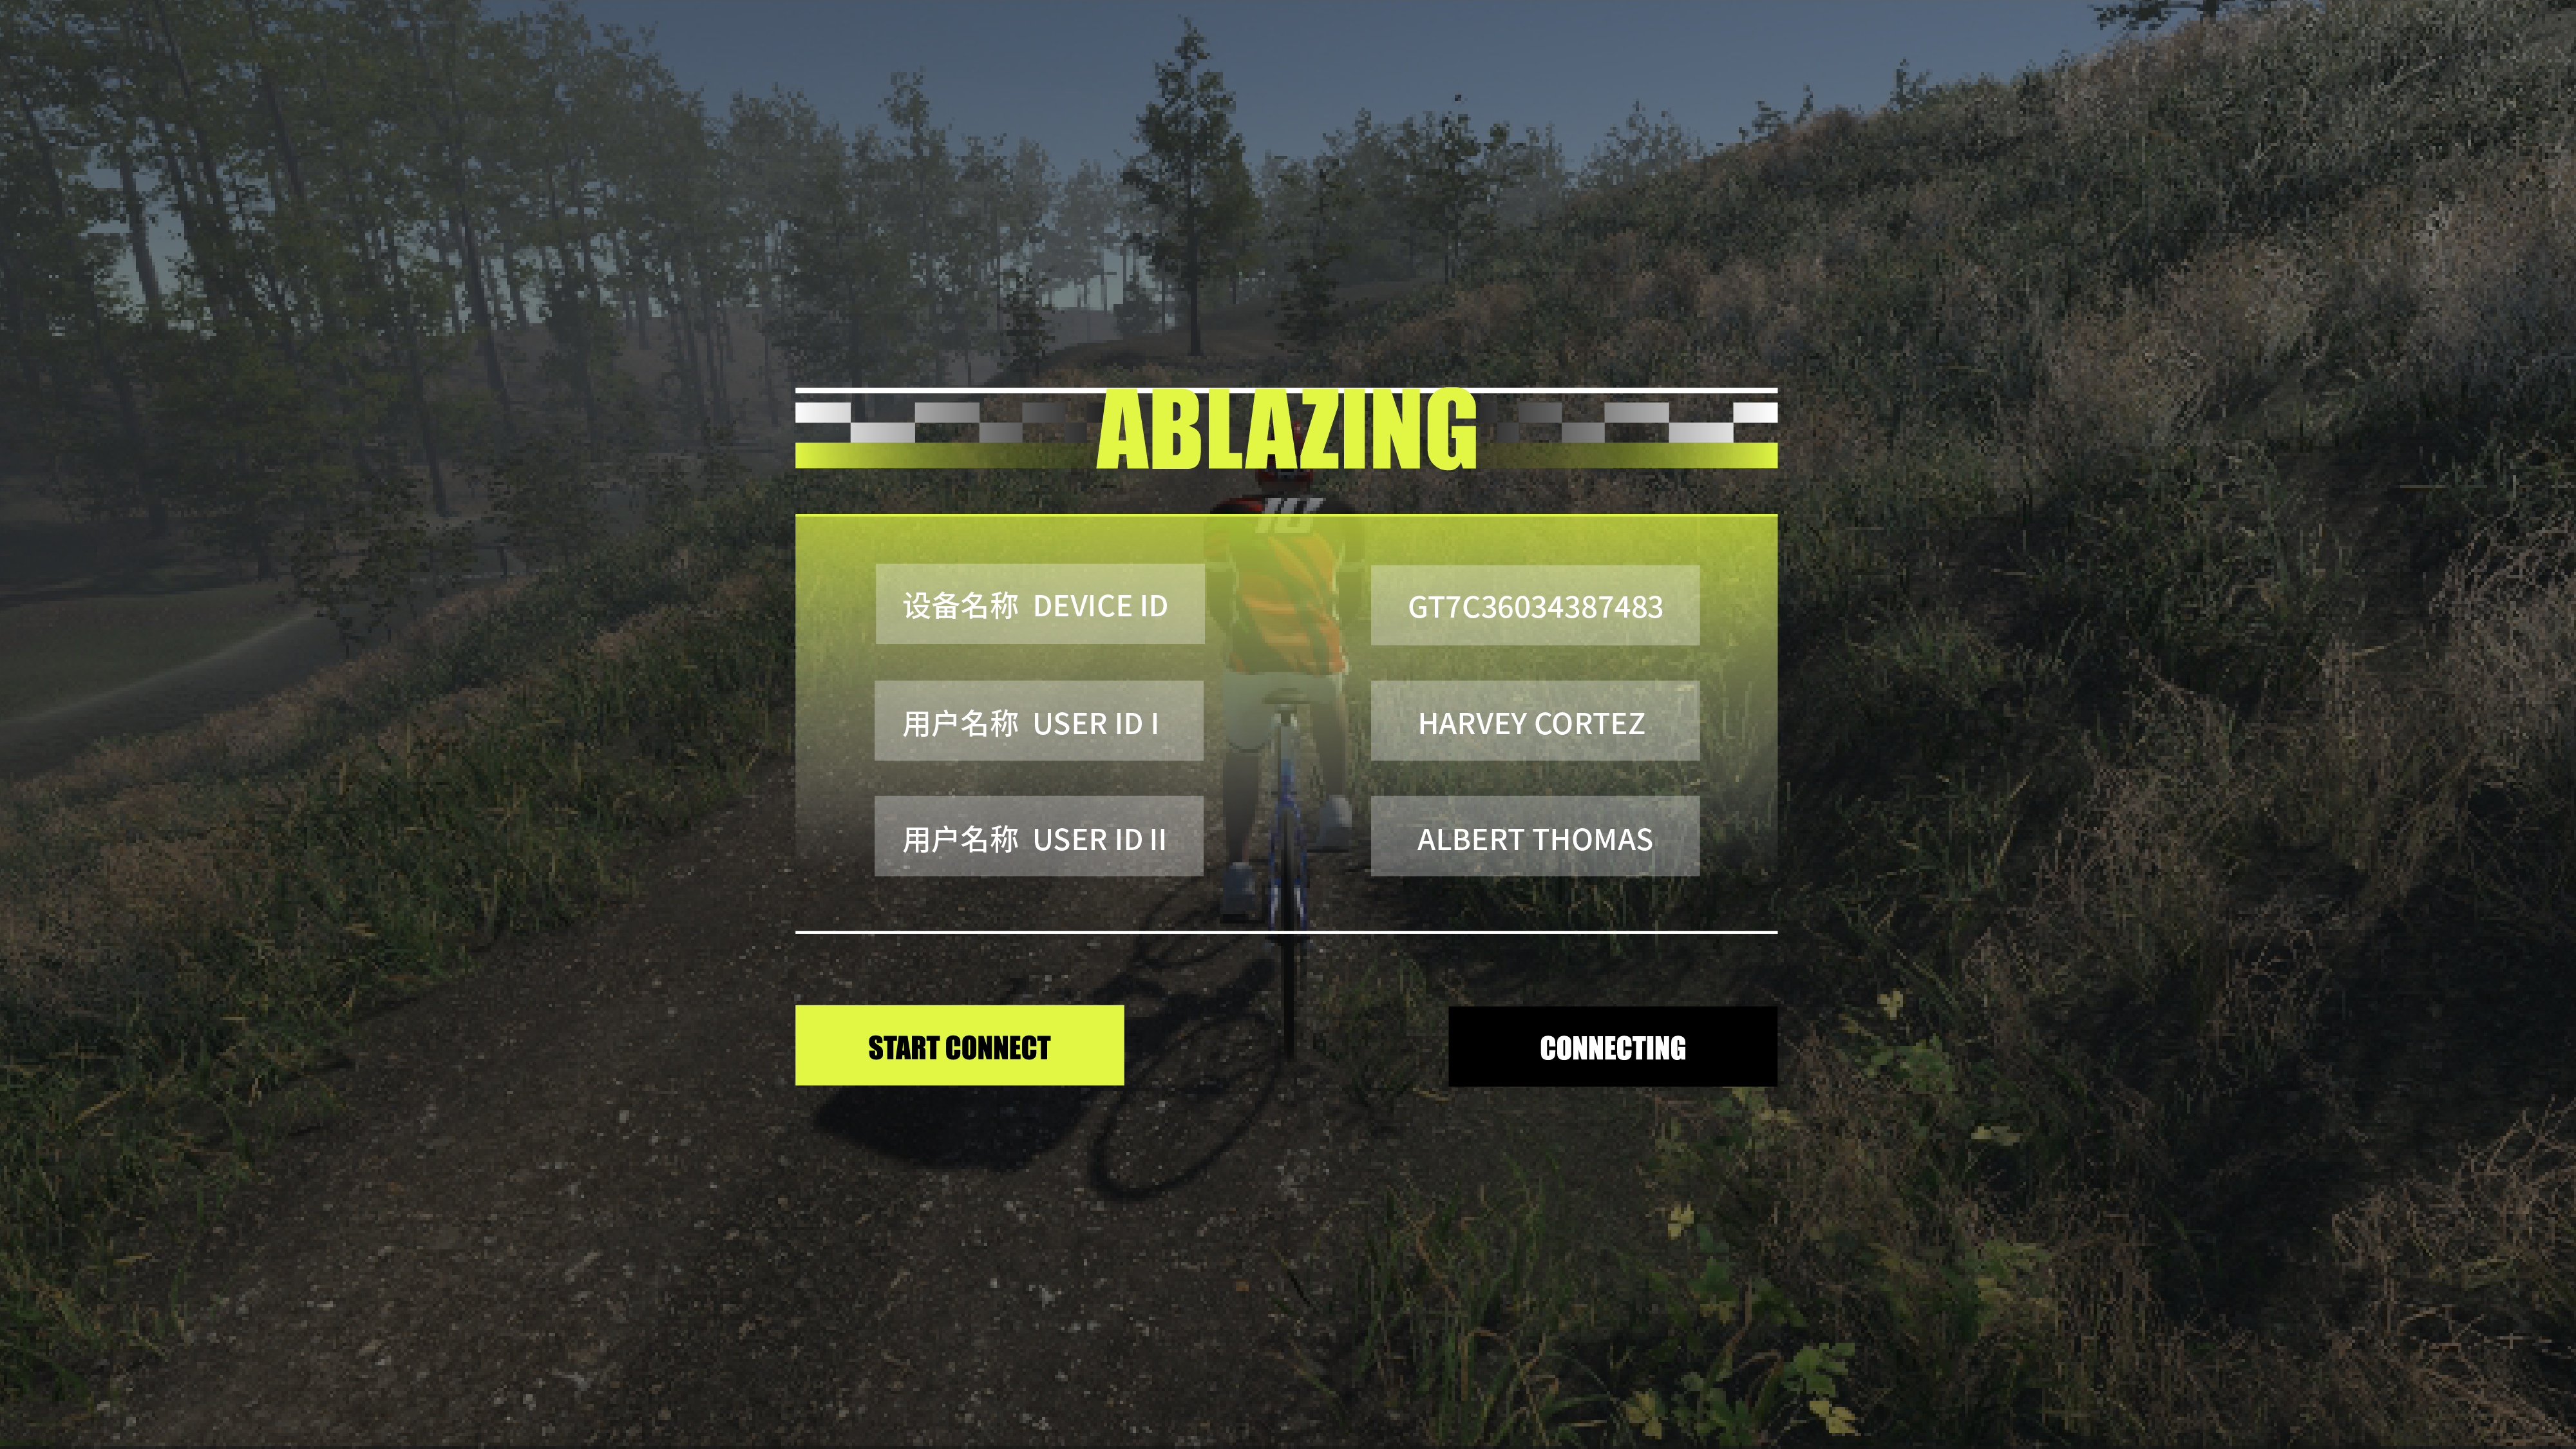 ABLAZING
10
设备名称 DEVICE ID
GT7C36034387483
用户名称 USER ID I
HARVEY CORTEZ
用户名称 USER ID II
ALBERT THOMAS
START CONNECT
CONNECTING